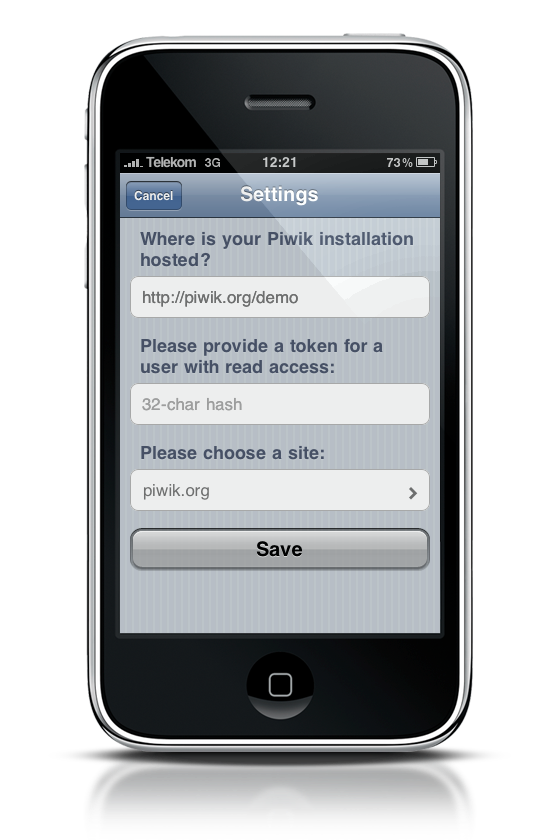 Telekom 3G 12:21 73%
Cancel Settings
Where is your Piwik installation
hosted?
http://piwik.org/demo
Please provide a token for a
user with read access:
32-char hash
Please choose a site:
piwik.org
Save